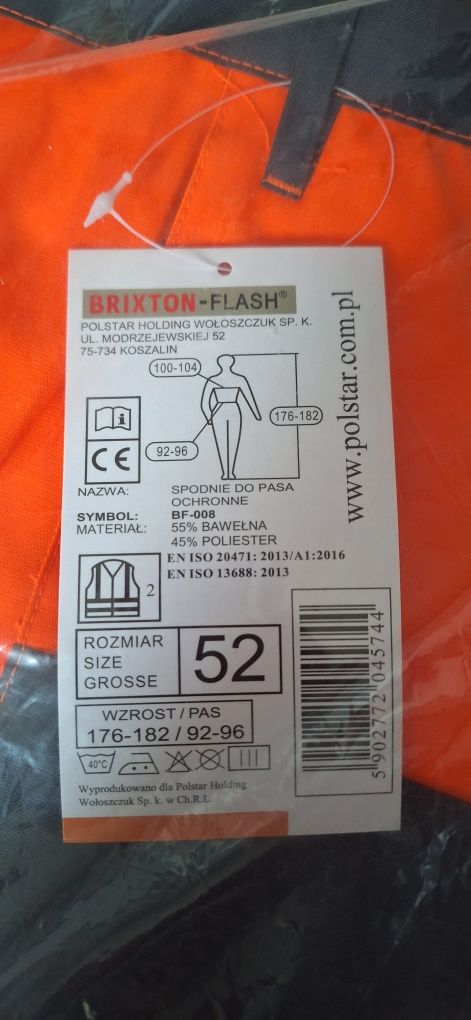 BRIXTON-FLASH®
POLSTAR HOLDING WOŁOSZCZUK SP. K.
UL. MODRZEJEWSKIEJ 52
75-734 KOSZALIN
100-104
176-182
92-96
i
CE
www.polstar.com.pl
NAZWA: SPODNIE DO PASA
OCHRONNE
SYMBOL: BF-008
MATERIAŁ: 55% BAWEŁNA
45% POLIESTER
EN ISO 20471: 2013/A1:2016
EN ISO 13688: 2013
2
ROZMIAR
SIZE
GROSSE
52
WZROST / PAS
176-182 / 92-96
40°C
Wyprodukowano dla Polstar Holding
Wołoszczuk Sp. k. w Ch.R.L.
5 902772 045744